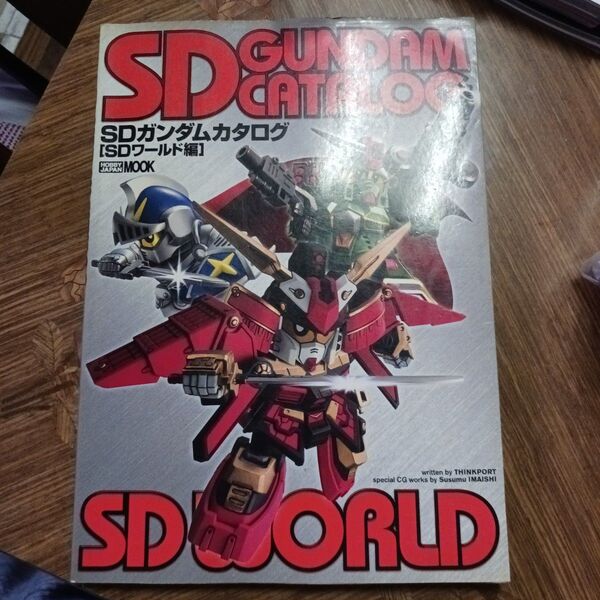 SD GUNDAM
CATALOG
SDガンダムカタログ
[SDワールド編]
HOBBY JAPAN MOOK
written by THINKPORT
special CG works by Susumu IMAISHI
SD WORLD